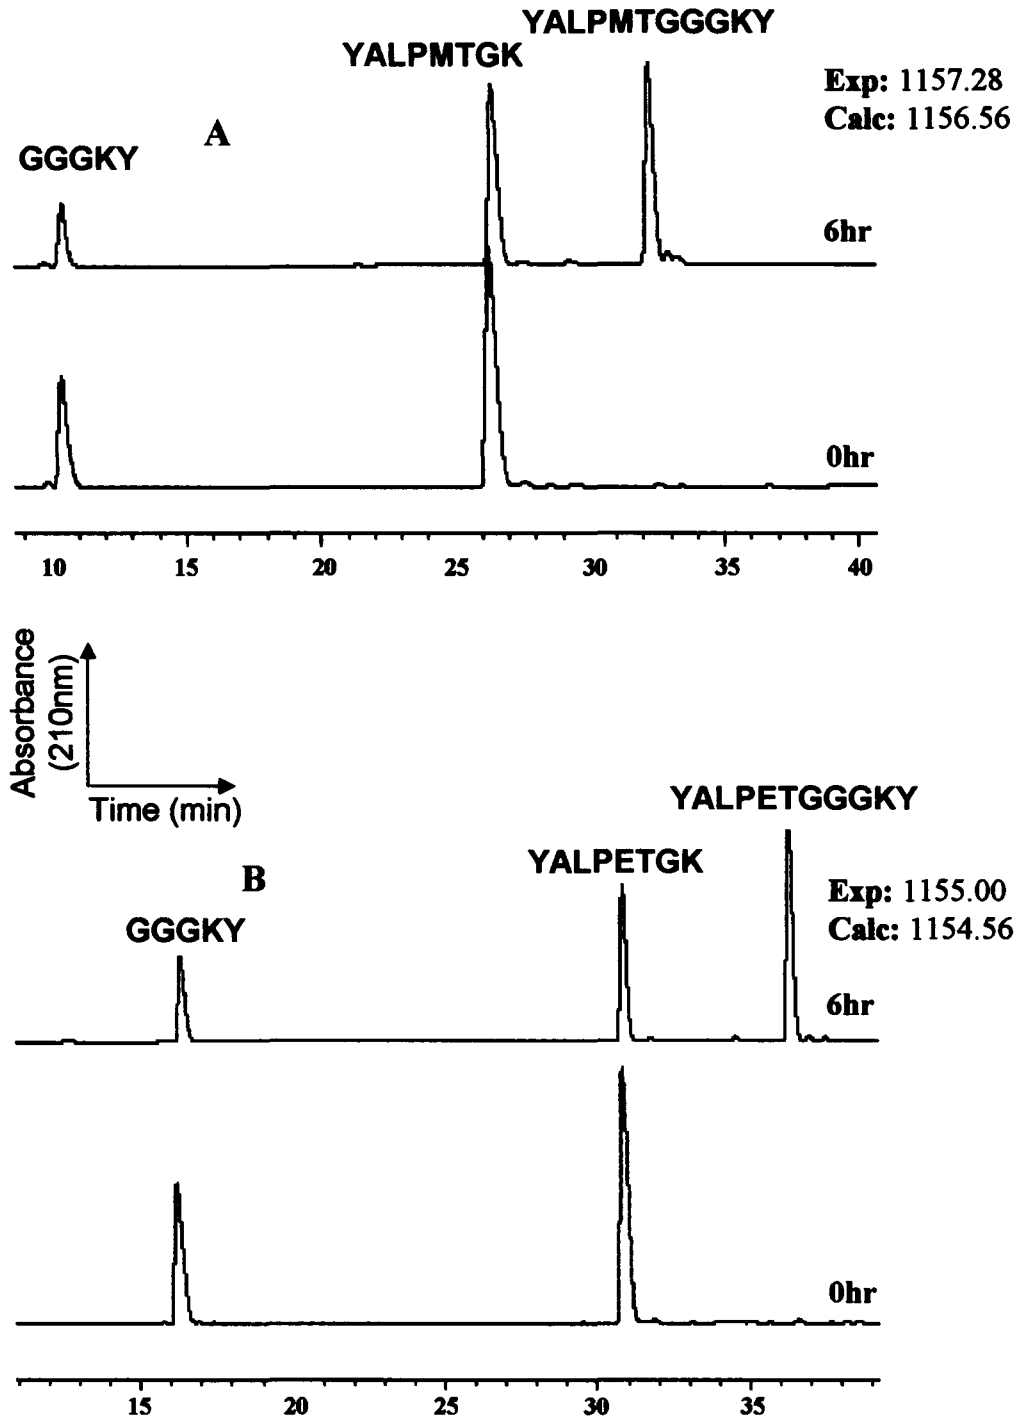 YALPMTGGGKY
YALPMTGK
Exp: 1157.28
Calc: 1156.56
A
GGGKY
6hr
0hr
10 15 20 25 30 35 40
Absorbance
(210nm)
Time (min)
YALPETGGGKY
YALPETGK
B
Exp: 1155.00
Calc: 1154.56
GGGKY
6hr
0hr
15 20 25 30 35